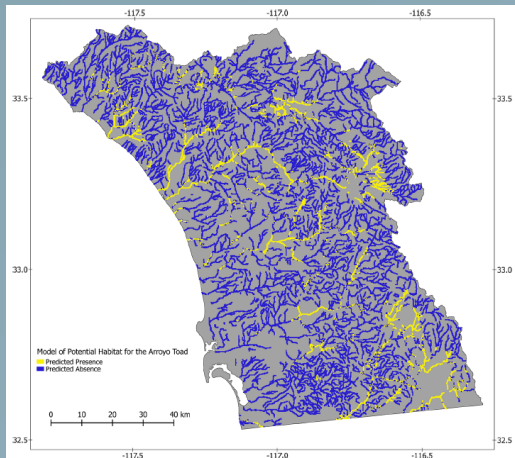 -117.5 -117.0 -116.5
33.5 33.5
33.0 33.0
Model of Potential Habitat for the Arroyo Toad
Predicted Presence
Predicted Absence
0 10 20 30 40 km
32.5 32.5
-117.5 -117.0 -116.5